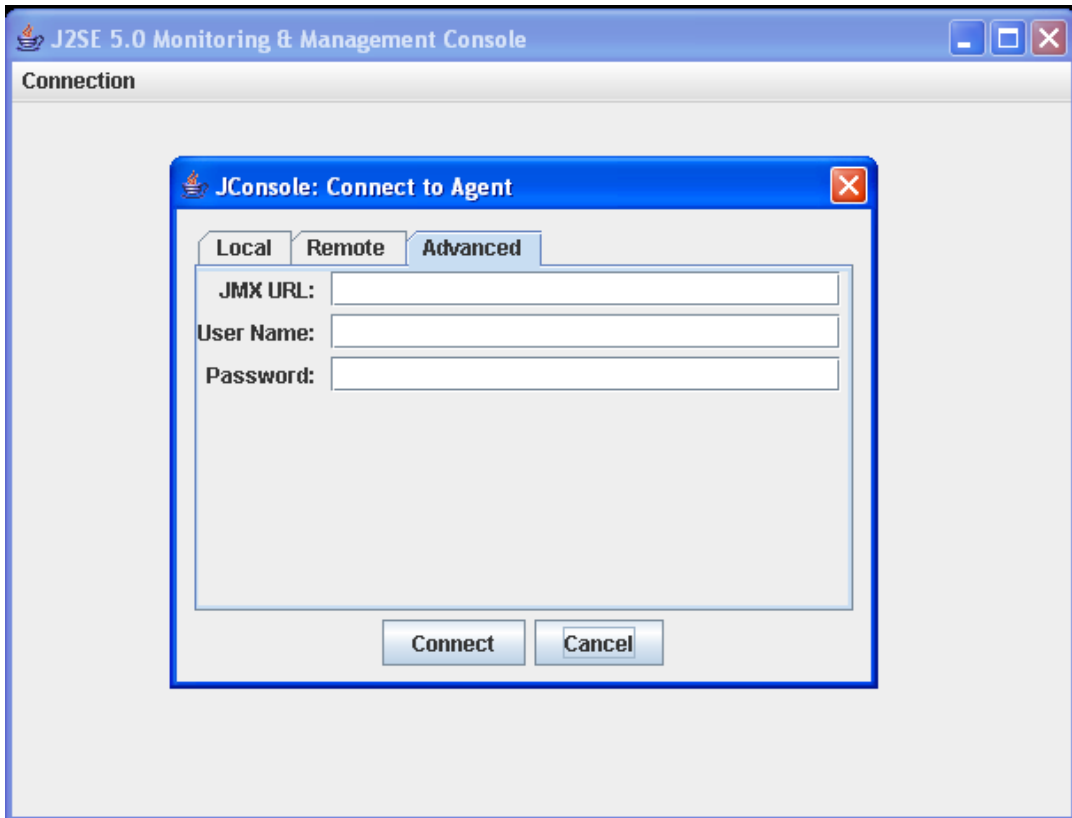 J2SE 5.0 Monitoring & Management Console
Connection
JConsole: Connect to Agent
Local Remote Advanced
JMX URL:
User Name:
Password:
Connect Cancel